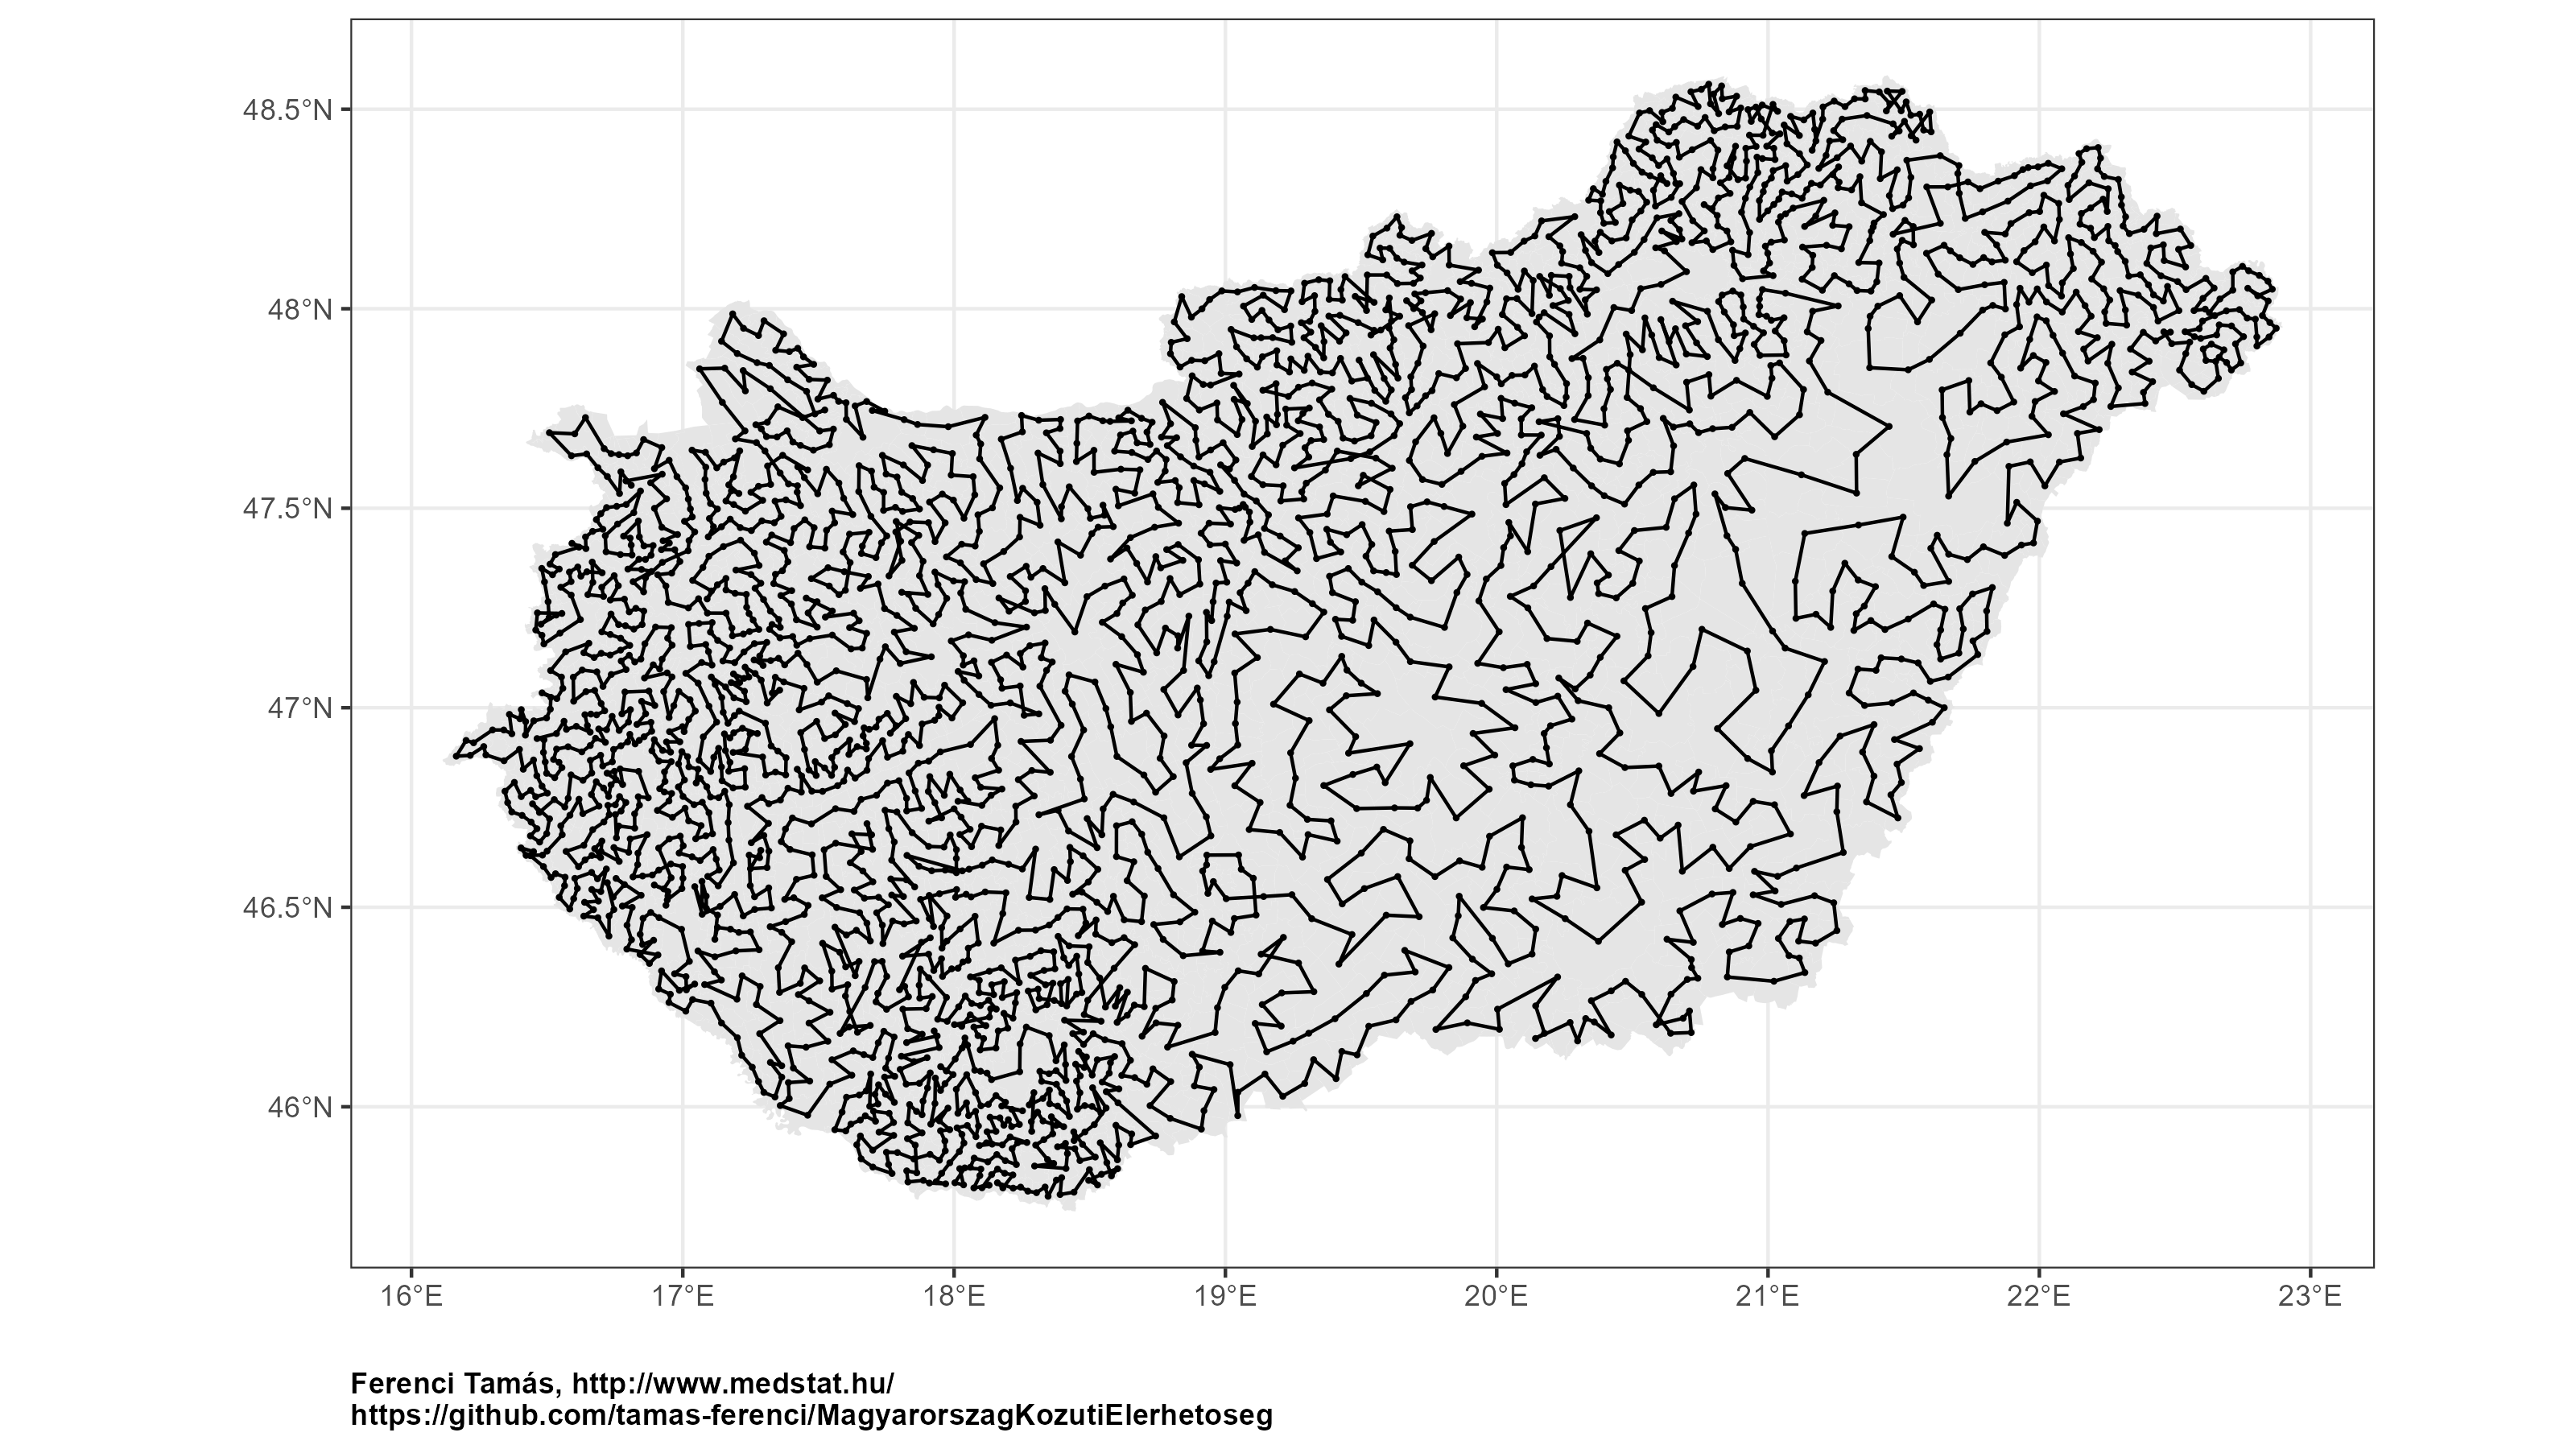 48.5°N
48°N
47.5°N
47°N
46.5°N
46°N
16°E 17°E 18°E 19°E 20°E 21°E 22°E 23°E
Ferenci Tamás, http://www.medstat.hu/
https://github.com/tamas-ferenci/MagyarorszagKozutiElerhetoseg